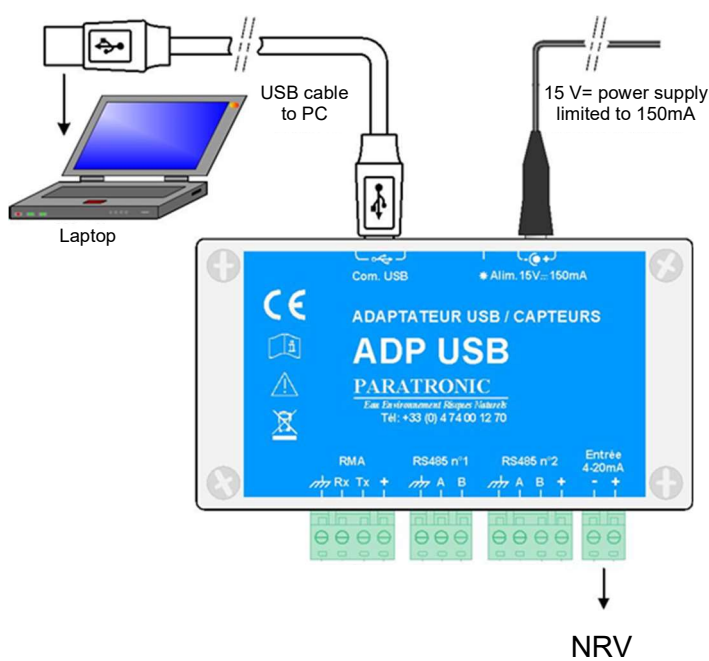 USB cable
to PC
15 V= power supply
limited to 150mA
Laptop
Com. USB
Alim. 15V⎓150mA
CE
ADAPTATEUR USB / CAPTEURS
ADP USB
PARATRONIC
Eau Environnement Risques Naturels
Tél: +33 (0) 4 74 00 12 70
RMA RS485 n°1 RS485 n°2 Entrée
4-20mA
Rx Tx + A B A B + - +
NRV